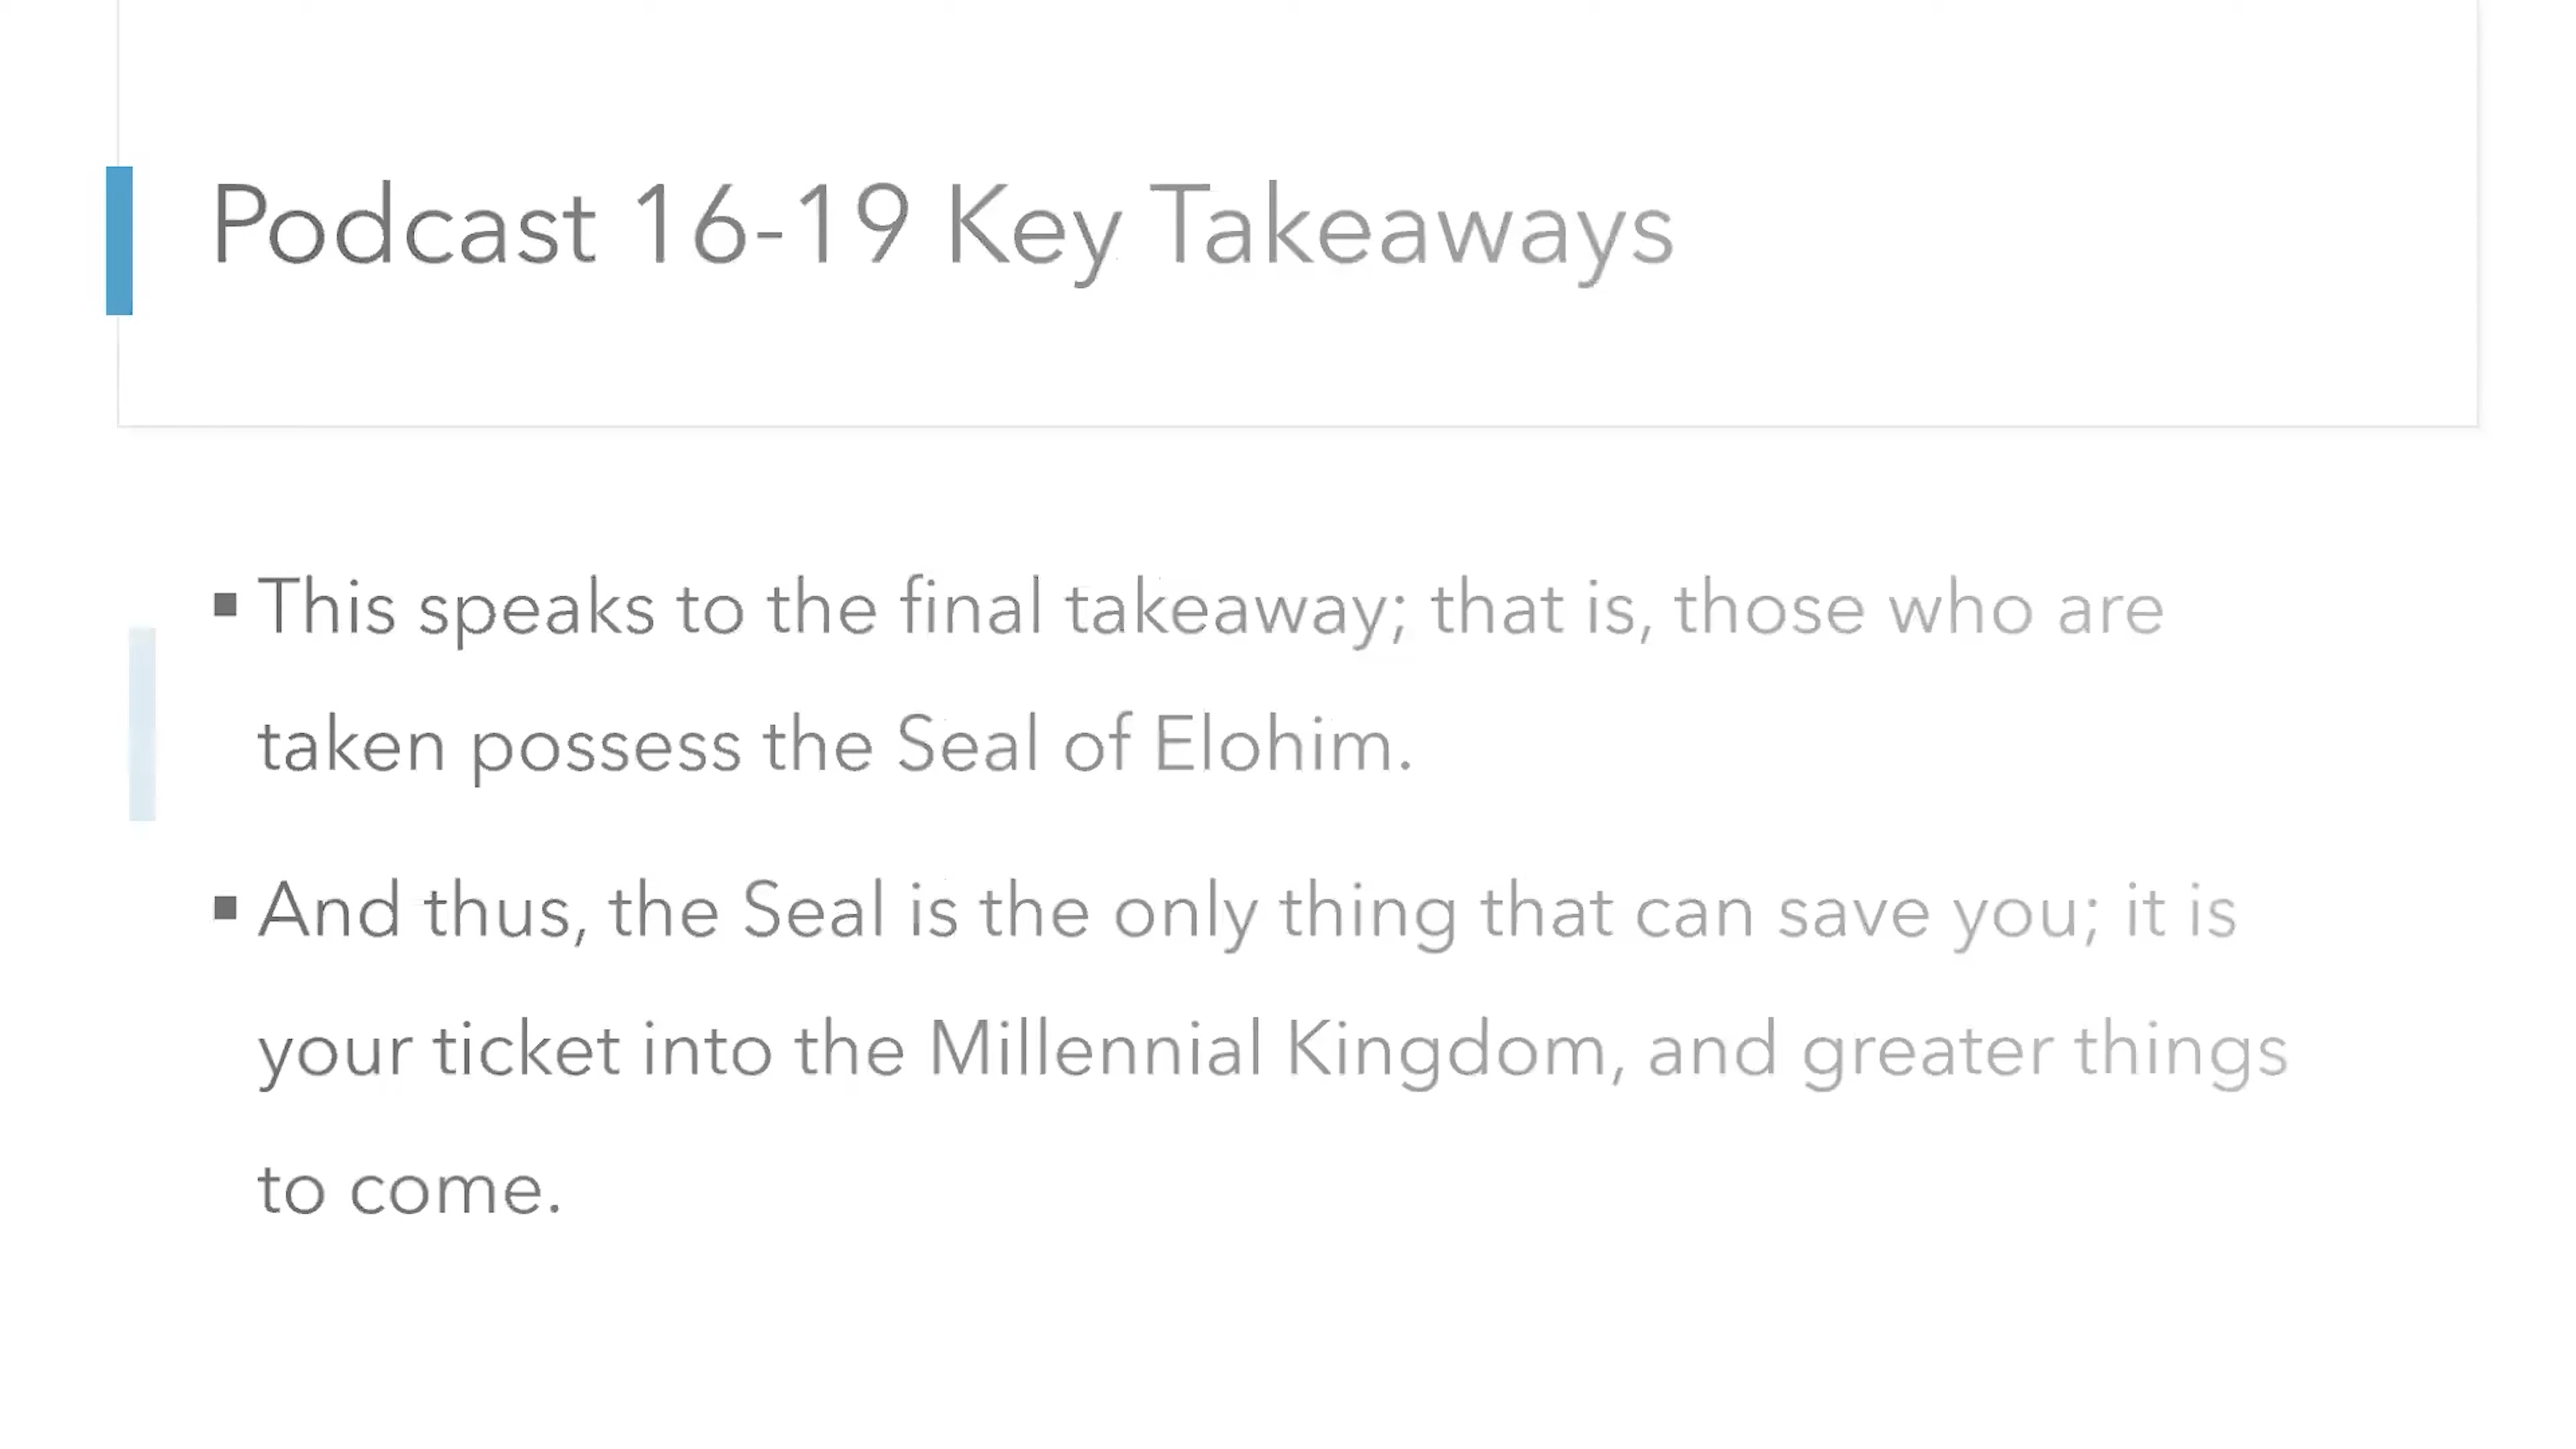 Podcast 16-19 Key Takeaways
▪ This speaks to the final takeaway; that is, those who are
taken possess the Seal of Elohim.
▪ And thus, the Seal is the only thing that can save you; it is
your ticket into the Millennial Kingdom, and greater things
to come.